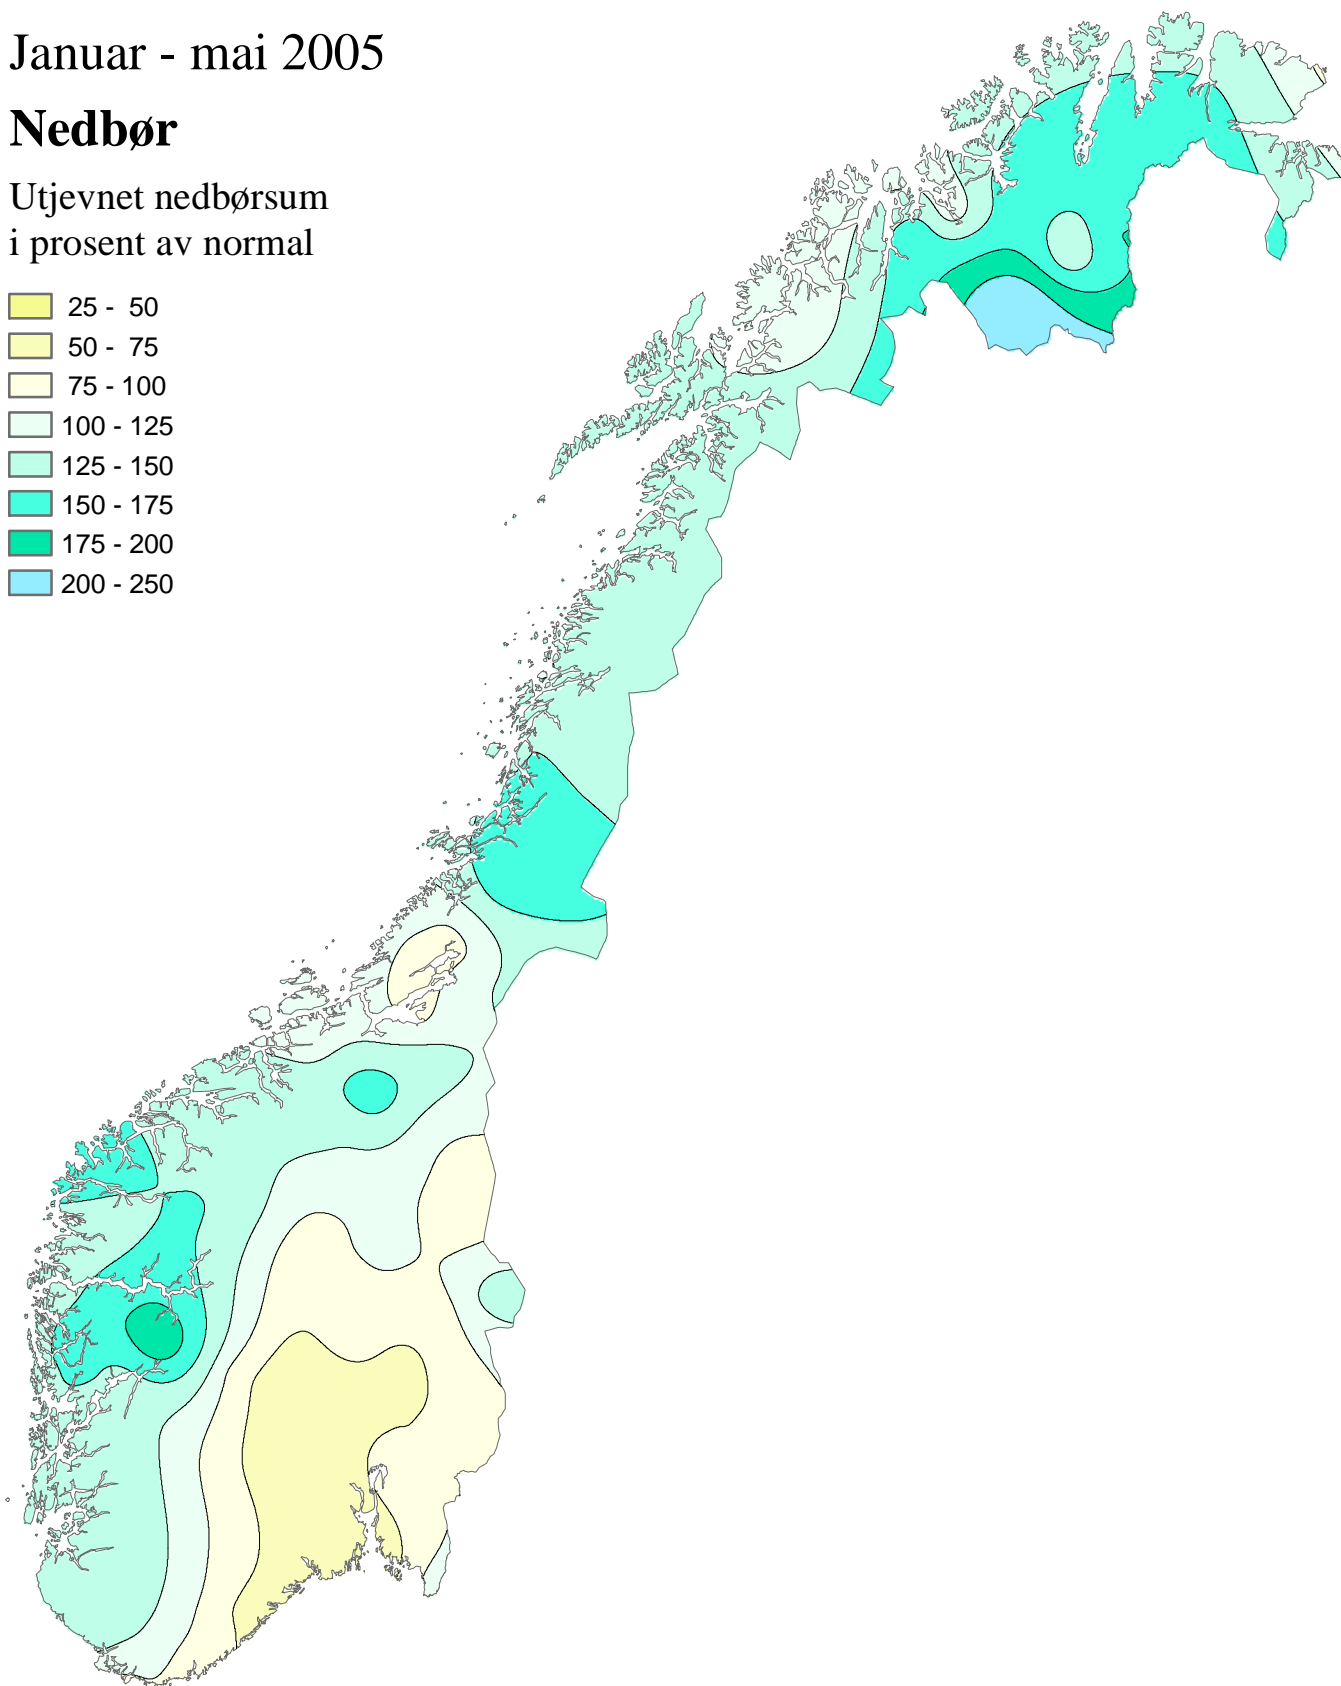 Januar - mai 2005
Nedbør
Utjevnet nedbørsum
i prosent av normal
25 - 50
50 - 75
75 - 100
100 - 125
125 - 150
150 - 175
175 - 200
200 - 250